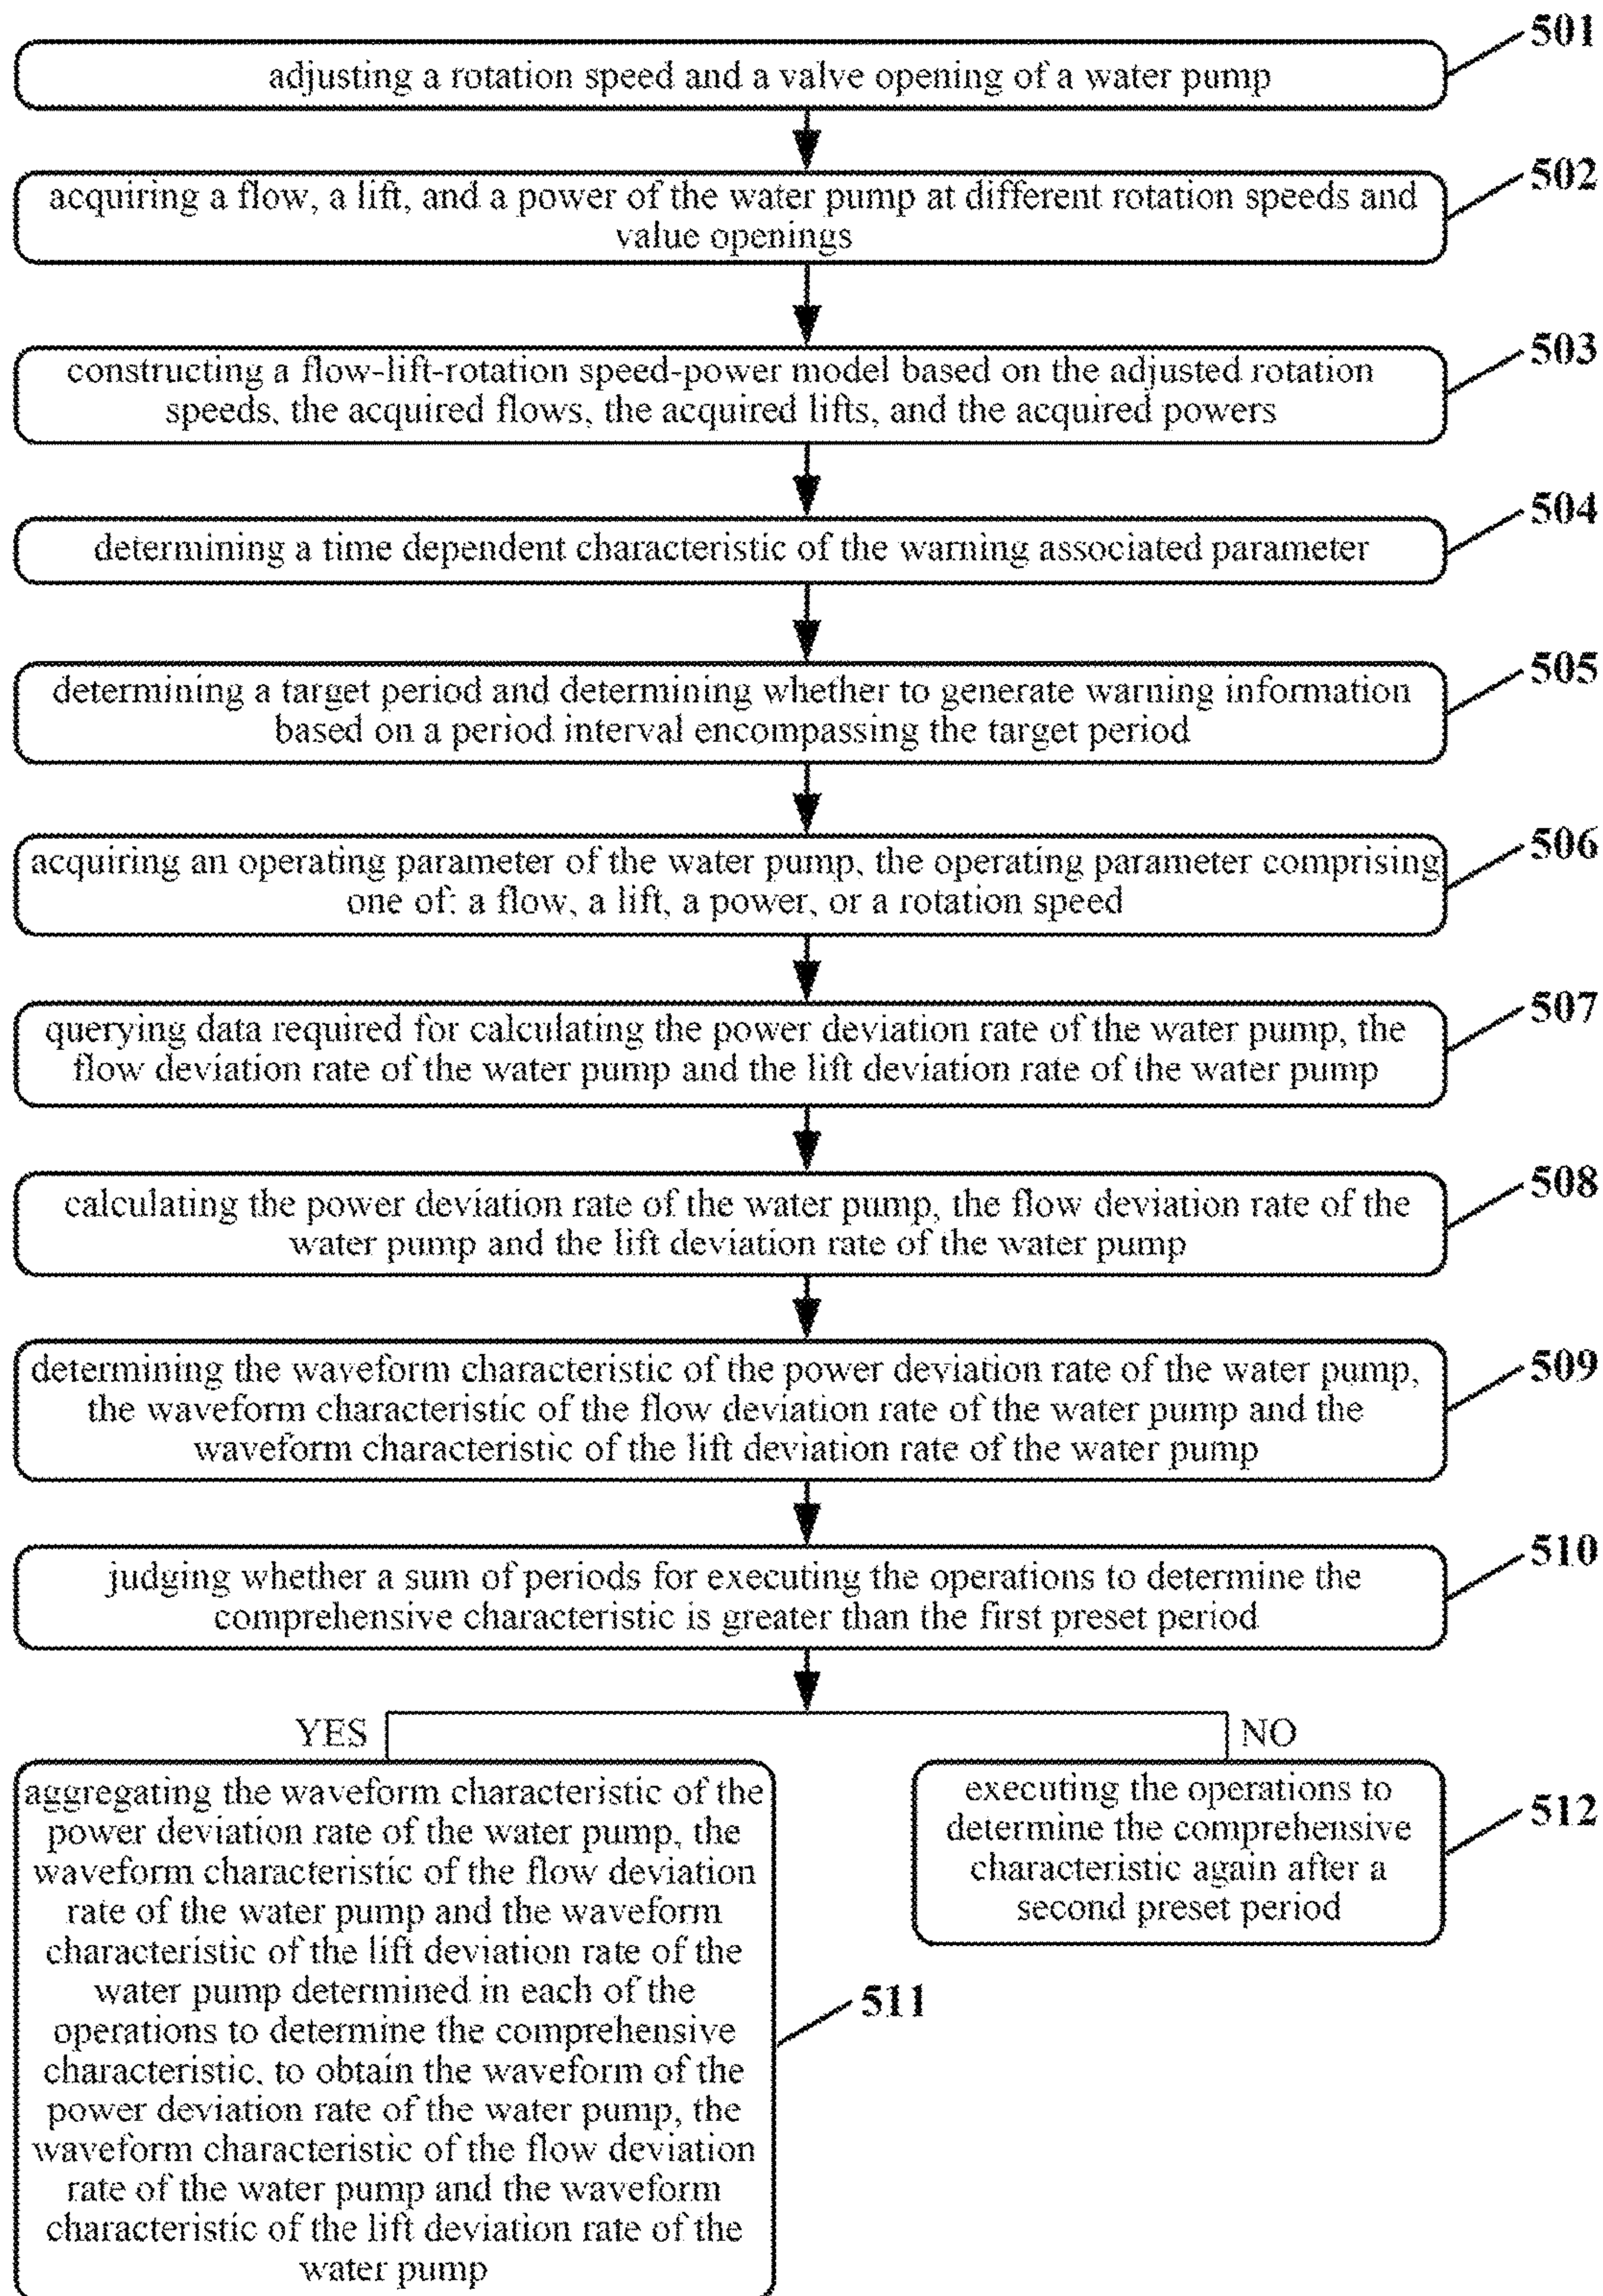 501
adjusting a rotation speed and a valve opening of a water pump
502
acquiring a flow, a lift, and a power of the water pump at different rotation speeds and
value openings
503
constructing a flow-lift-rotation speed-power model based on the adjusted rotation
speeds, the acquired flows, the acquired lifts, and the acquired powers
504
determining a time dependent characteristic of the warning associated parameter
505
determining a target period and determining whether to generate warning information
based on a period interval encompassing the target period
506
acquiring an operating parameter of the water pump, the operating parameter comprising
one of: a flow, a lift, a power, or a rotation speed
507
querying data required for calculating the power deviation rate of the water pump, the
flow deviation rate of the water pump and the lift deviation rate of the water pump
508
calculating the power deviation rate of the water pump, the flow deviation rate of the
water pump and the lift deviation rate of the water pump
509
determining the waveform characteristic of the power deviation rate of the water pump,
the waveform characteristic of the flow deviation rate of the water pump and the
waveform characteristic of the lift deviation rate of the water pump
510
judging whether a sum of periods for executing the operations to determine the
comprehensive characteristic is greater than the first preset period
YES
NO
aggregating the waveform characteristic of the
power deviation rate of the water pump, the
waveform characteristic of the flow deviation
rate of the water pump and the waveform
characteristic of the lift deviation rate of the
water pump determined in each of the
operations to determine the comprehensive
characteristic, to obtain the waveform of the
power deviation rate of the water pump, the
waveform characteristic of the flow deviation
rate of the water pump and the waveform
characteristic of the lift deviation rate of the
water pump
511
executing the operations to
determine the comprehensive
characteristic again after a
second preset period
512